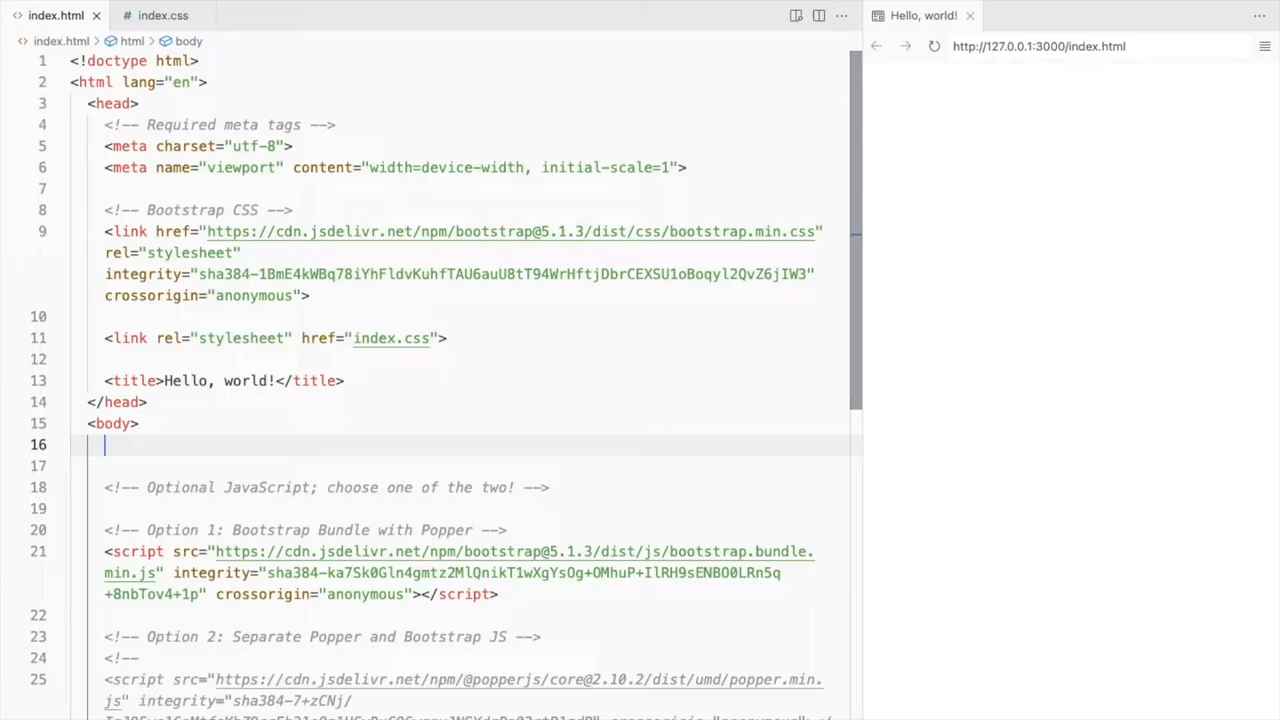 index.html
index.css
Hello, world!
index.html > html > body
http://127.0.0.1:3000/index.html
1 <!doctype html>
2 <html lang="en">
3 <head>
4 <!-- Required meta tags -->
5 <meta charset="utf-8">
6 <meta name="viewport" content="width=device-width, initial-scale=1">
7
8 <!-- Bootstrap CSS -->
9 <link href="https://cdn.jsdelivr.net/npm/bootstrap@5.1.3/dist/css/bootstrap.min.css"
rel="stylesheet"
integrity="sha384-1BmE4kWBq78iYhFldvKuhfTAU6auU8tT94WrHftjDbrCEXSU1oBoqyl2QvZ6jIW3"
crossorigin="anonymous">
10
11 <link rel="stylesheet" href="index.css">
12
13 <title>Hello, world!</title>
14 </head>
15 <body>
16
17
18 <!-- Optional JavaScript; choose one of the two! -->
19
20 <!-- Option 1: Bootstrap Bundle with Popper -->
21 <script src="https://cdn.jsdelivr.net/npm/bootstrap@5.1.3/dist/js/bootstrap.bundle.
min.js" integrity="sha384-ka7Sk0Gln4gmtz2MlQnikT1wXgYsOg+OMhuP+IlRH9sENBO0LRn5q
+8nbTov4+1p" crossorigin="anonymous"></script>
22
23 <!-- Option 2: Separate Popper and Bootstrap JS -->
24 <!--
25 <script src="https://cdn.jsdelivr.net/npm/@popperjs/core@2.10.2/dist/umd/popper.min.
js" integrity="sha384-7+zCNj/